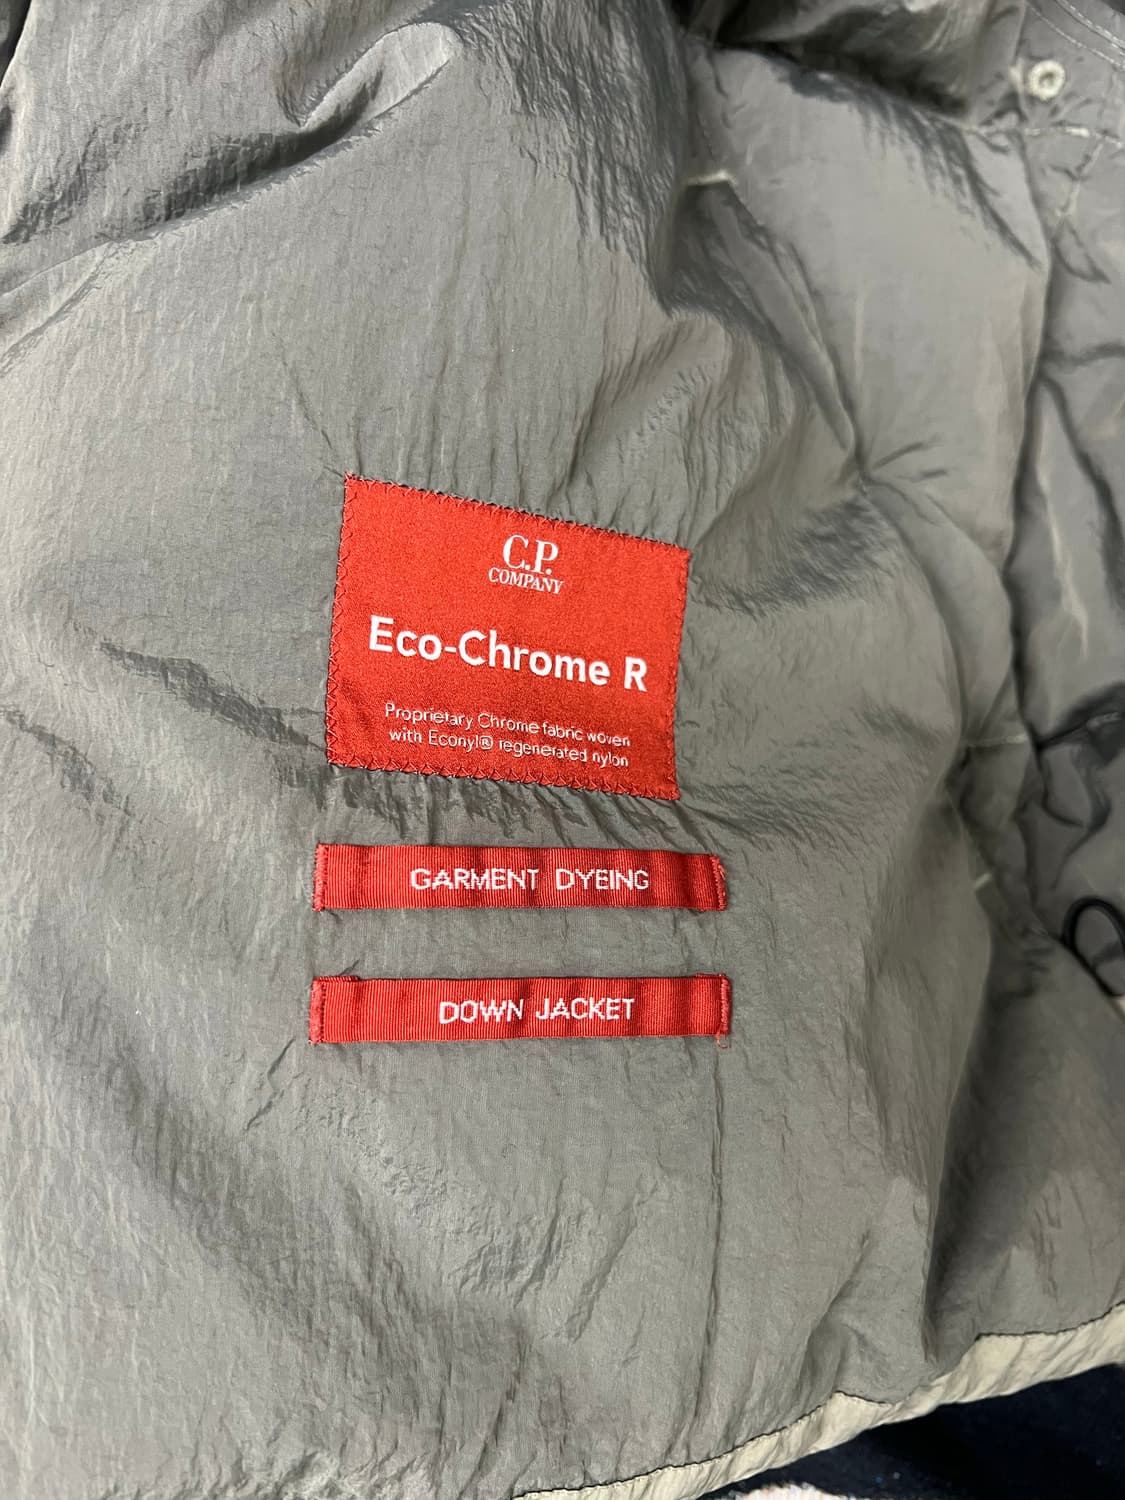 C.P.
COMPANY
Eco-Chrome R
Proprietary Chrome fabric woven
with Econyl® regenerated nylon
GARMENT DYEING
DOWN JACKET